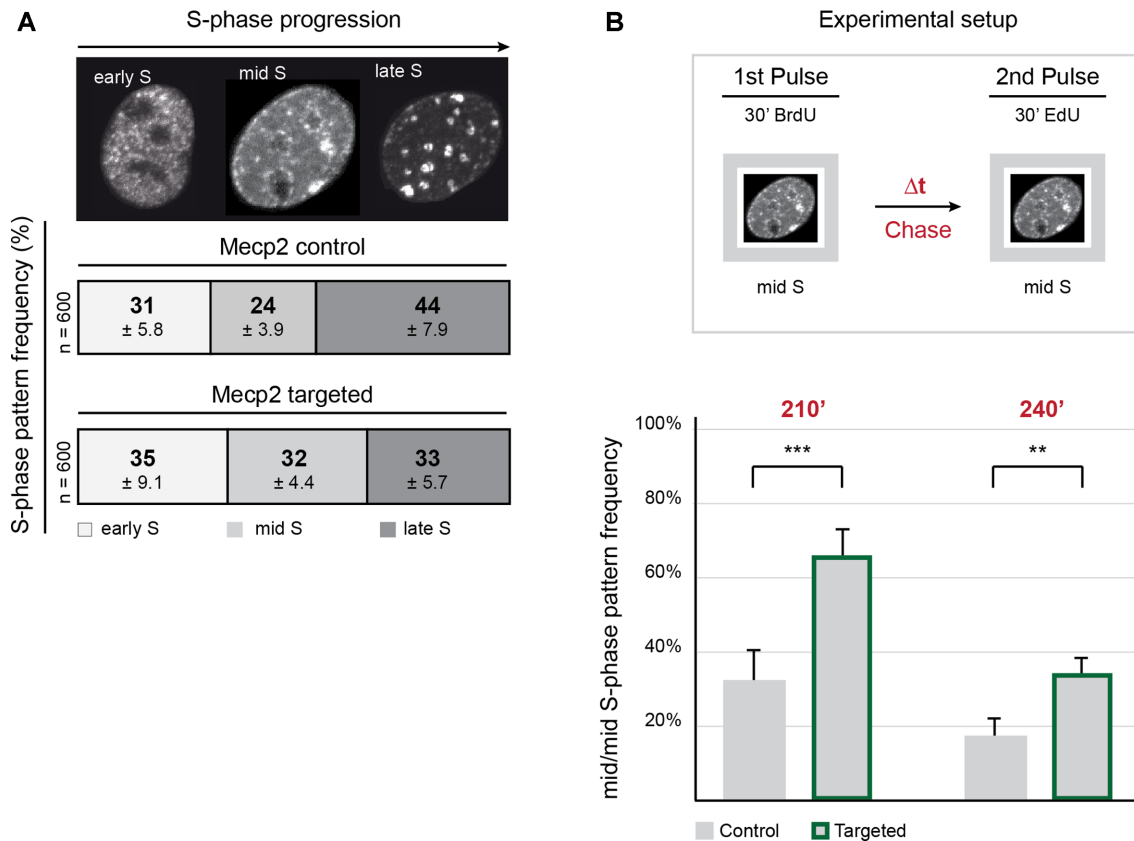 A
S-phase progression
early S
mid S
late S
S-phase pattern frequency (%)
Mecp2 control
n = 600
31
± 5.8
24
± 3.9
44
± 7.9
Mecp2 targeted
n = 600
35
± 9.1
32
± 4.4
33
± 5.7
early S
mid S
late S
B
Experimental setup
1st Pulse
30’ BrdU
2nd Pulse
30’ EdU
Δt
Chase
mid S
mid S
mid/mid S-phase pattern frequency
100%
80%
60%
40%
20%
210’
240’
***
**
Control
Targeted